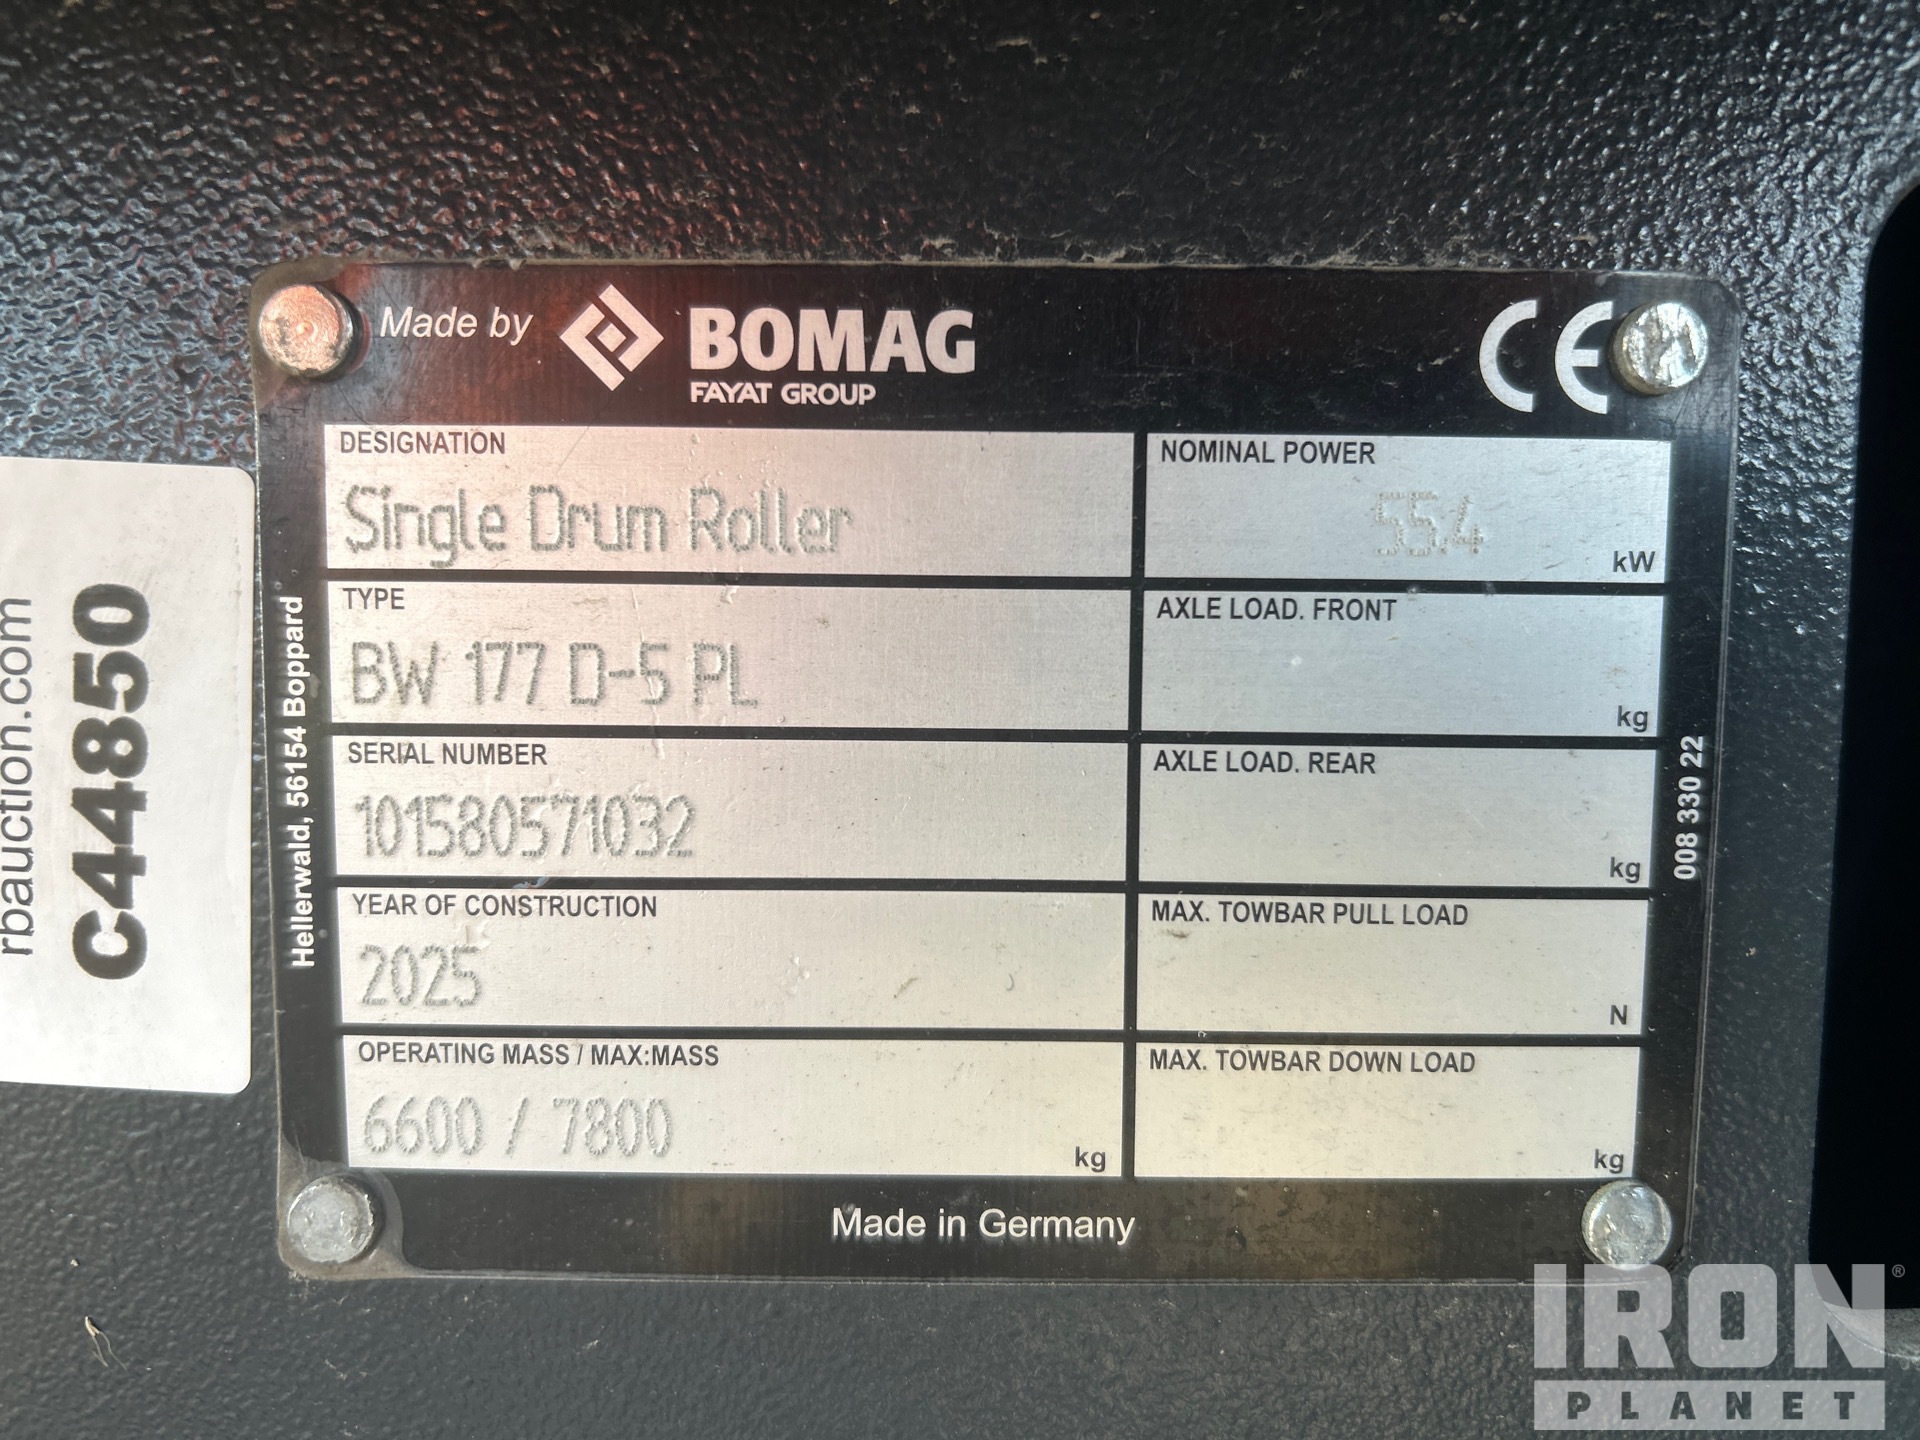 Made by BOMAG
FAYAT GROUP
CE
DESIGNATION
Single Drum Roller
NOMINAL POWER
55.4
kW
TYPE
BW 177 D-5 PL
AXLE LOAD. FRONT
kg
SERIAL NUMBER
101580571032
AXLE LOAD. REAR
kg
YEAR OF CONSTRUCTION
2025
MAX. TOWBAR PULL LOAD
N
OPERATING MASS / MAX:MASS
6600 / 7800
kg
MAX. TOWBAR DOWN LOAD
kg
Made in Germany
Hellerwald, 56154 Boppard
008 330 22
rbauction.com
C44850
IRON®
PLANET